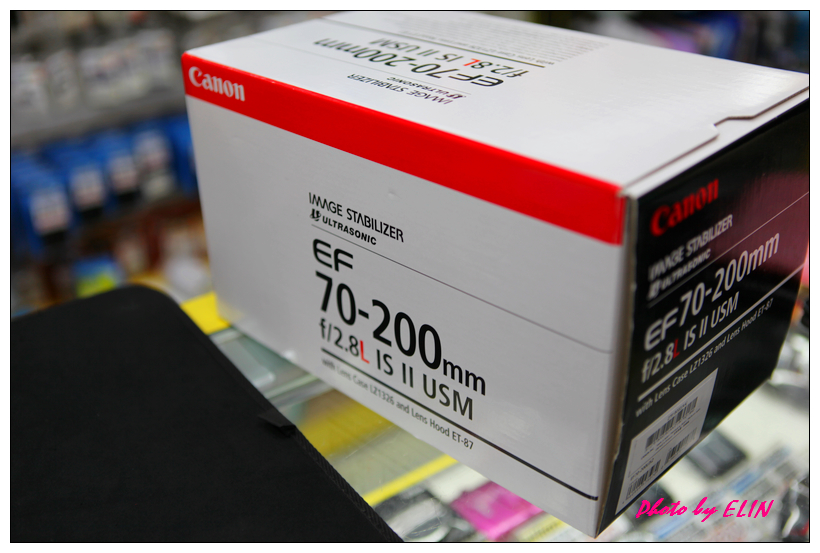 EF70-200mm
f/2.8L IS II USM
IMAGE STABILIZER
ULTRASONIC
Canon
IMAGE STABILIZER
ULTRASONIC
EF
70-200mm
f/2.8L IS II USM
with Lens Case LZ1326 and Lens Hood ET-87
Canon
IMAGE STABILIZER
ULTRASONIC
EF70-200mm
f/2.8L IS II USM
with Lens Case LZ1326 and Lens Hood ET-87
Photo by ELIN